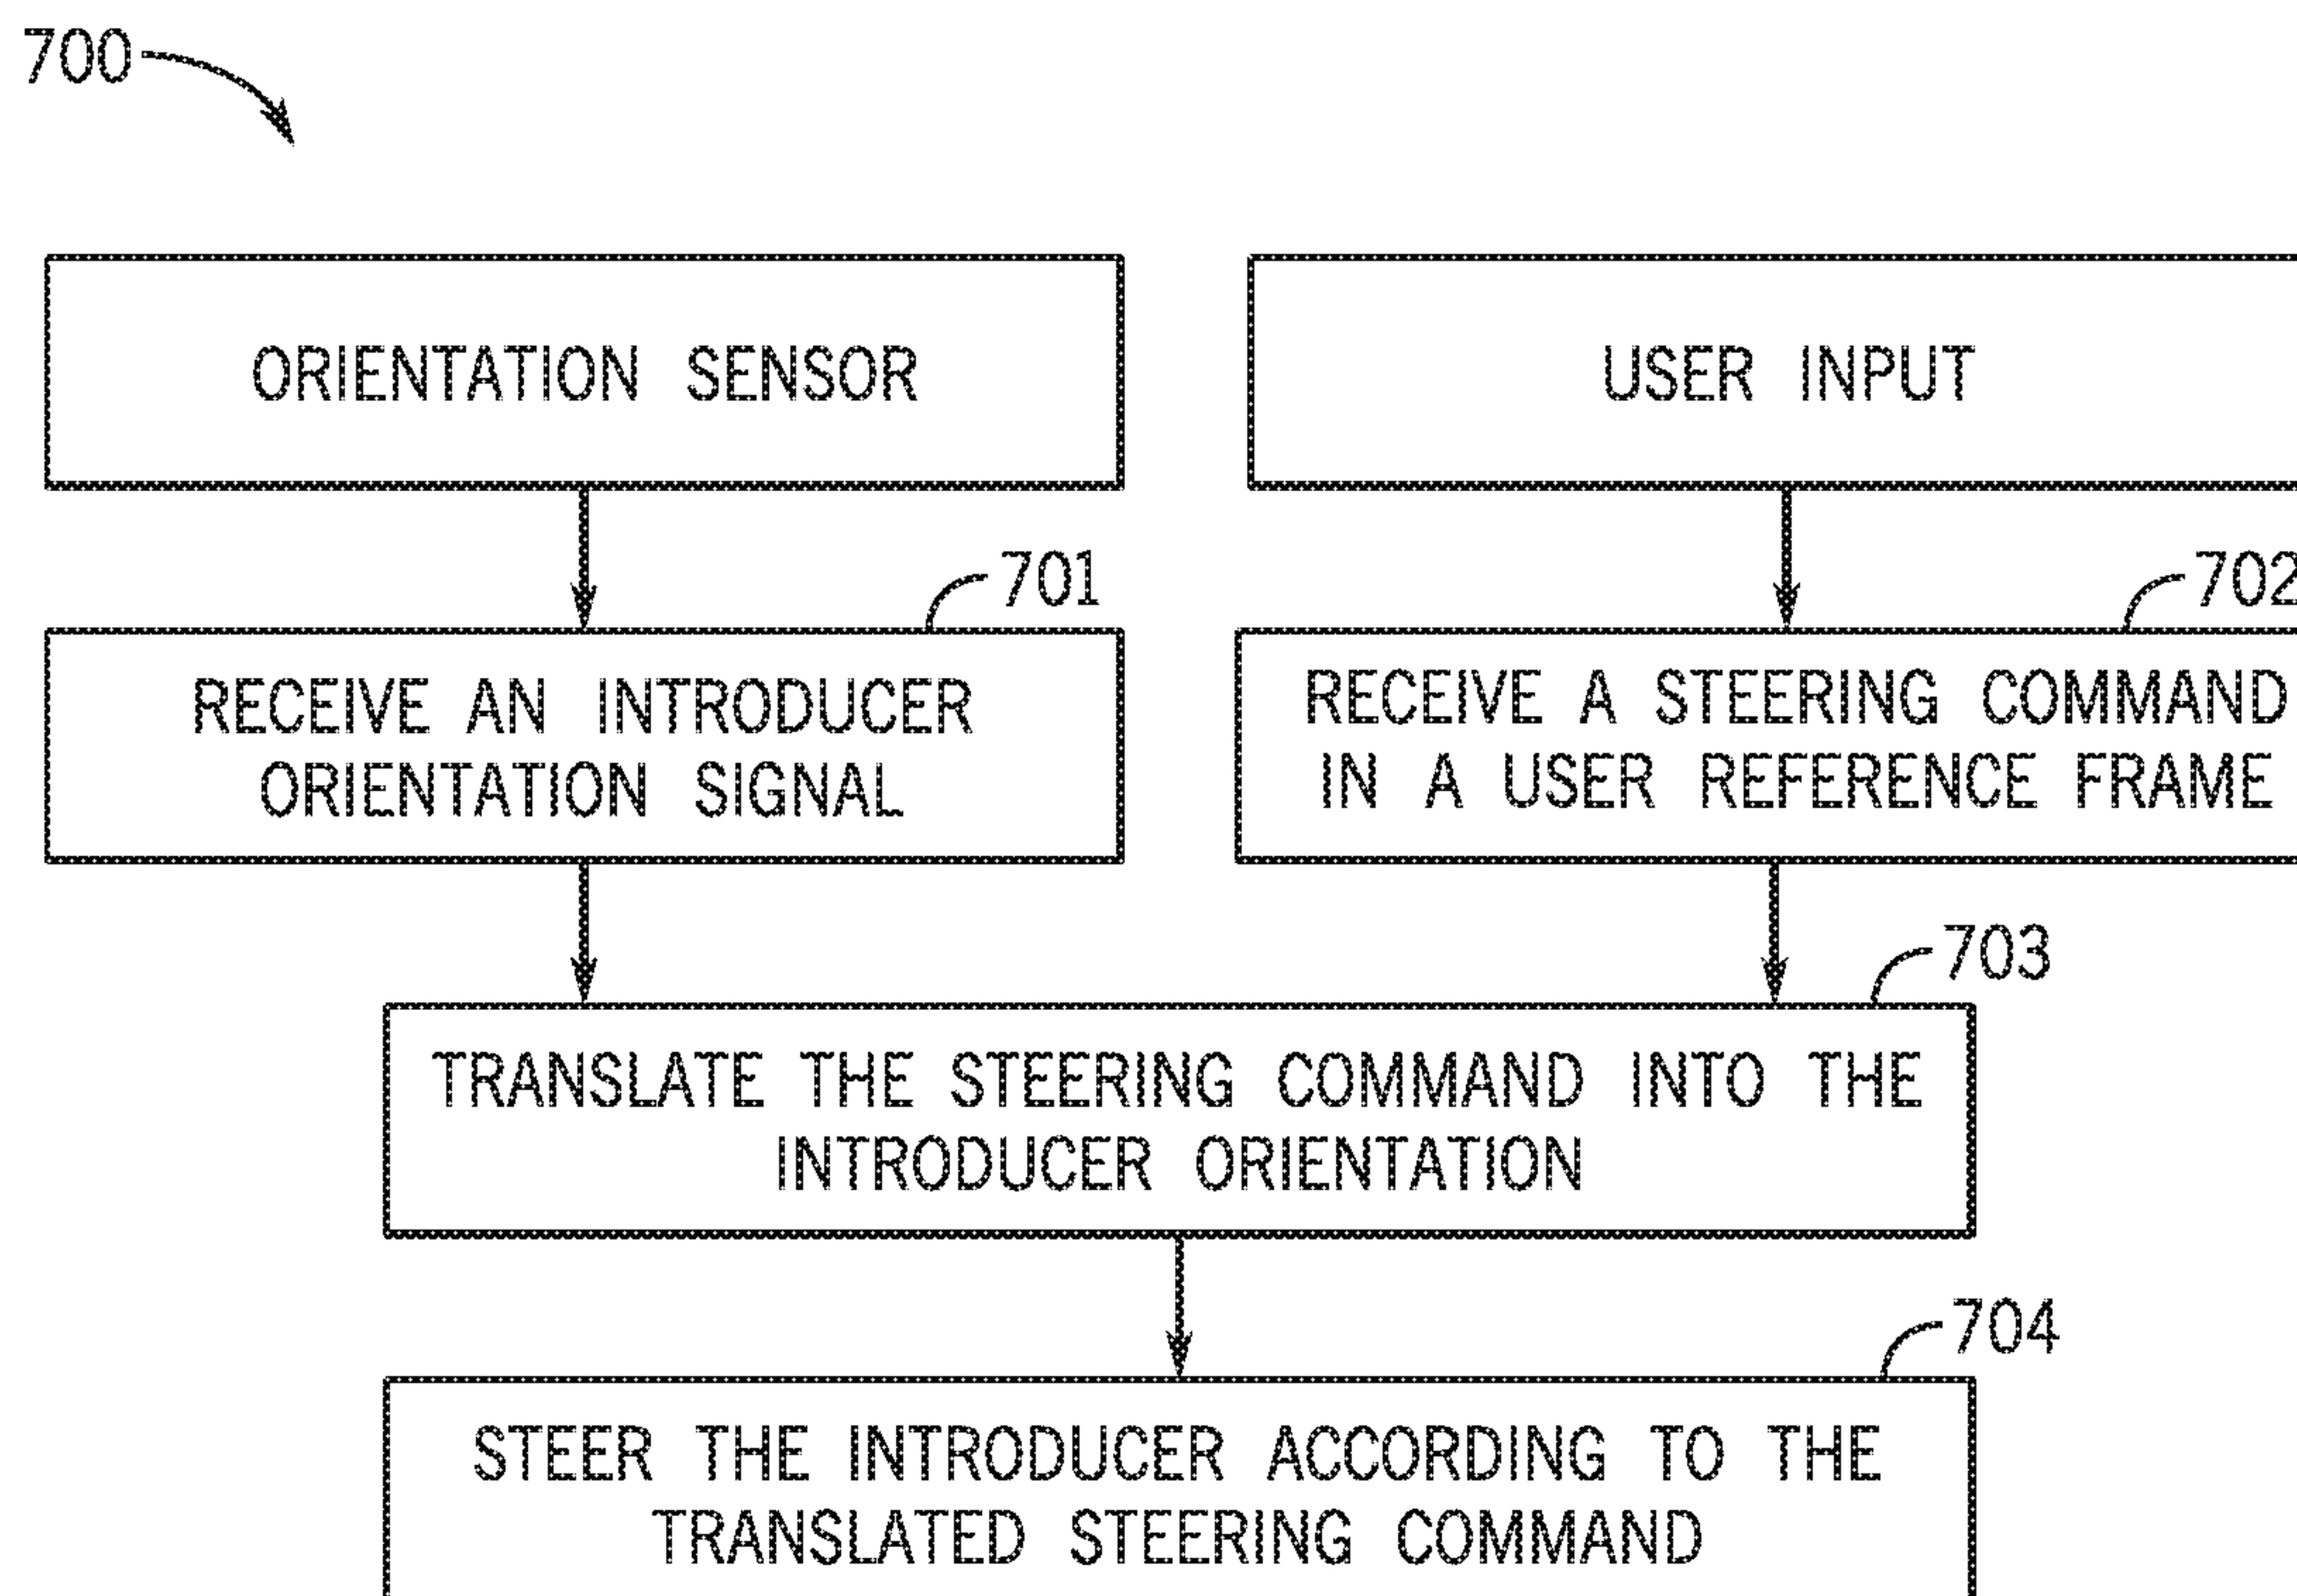 700
ORIENTATION SENSOR
USER INPUT
701
702
RECEIVE AN INTRODUCER
ORIENTATION SIGNAL
RECEIVE A STEERING COMMAND
IN A USER REFERENCE FRAME
703
TRANSLATE THE STEERING COMMAND INTO THE
INTRODUCER ORIENTATION
704
STEER THE INTRODUCER ACCORDING TO THE
TRANSLATED STEERING COMMAND